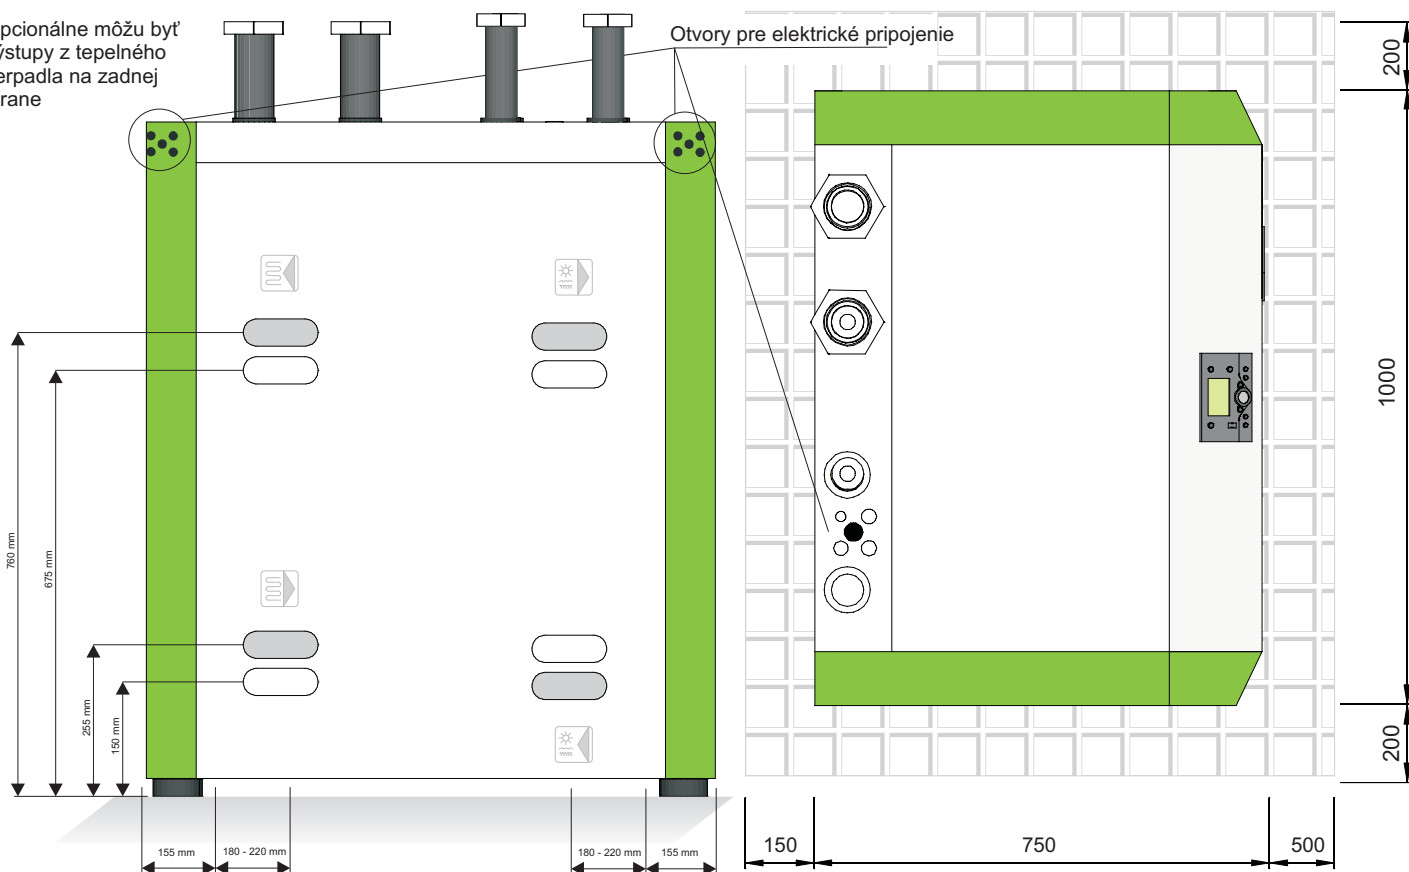 pcionálne môžu byť
ýstupy z tepelného
erpadla na zadnej
rane
Otvory pre elektrické pripojenie
200
1000
200
760 mm
675 mm
255 mm
150 mm
155 mm
180 - 220 mm
180 - 220 mm
155 mm
150
750
500